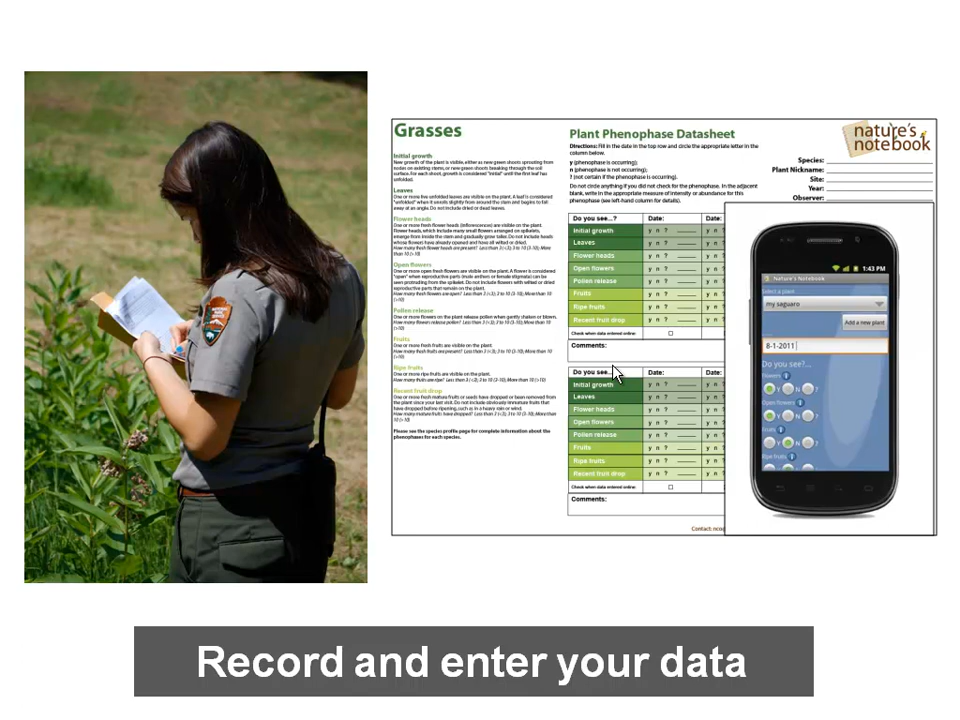 Grasses
Initial growth
New growth of the plant is visible, either as new green shoots sprouting from
nodes on existing stems, or new green shoots breaking through the soil
surface. For each shoot, growth is considered "initial" until the first leaf has
unfolded.
Leaves
One or more live unfolded leaves are visible on the plant. A leaf is considered
"unfolded" when it unrolls slightly from around the stem and begins to fall
away at an angle. Do not include dried or dead leaves.
Flower heads
One or more fresh flower heads (inflorescences) are visible on the plant.
Flower heads, which include many small flowers arranged on spikelets,
emerge from inside the stem and gradually grow taller. Do not include heads
whose flowers have already opened and have all wilted or dried.
How many fresh flower heads are present? Less than 3 (<3); 3 to 10 (3-10); More
than 10 (>10)
Open flowers
One or more open fresh flowers are visible on the plant. A flower is considered
"open" when reproductive parts (male anthers or female stigmata) can be
seen protruding from the spikelet. Do not include flowers with wilted or dried
reproductive parts that remain on the plant.
How many open flowers are open? Less than 3 (<3); 3 to 10 (3-10); More than 10
(>10)
Pollen release
One or more flowers on the plant release pollen when gently shaken or blown.
How many flowers release pollen? Less than 3 (<3); 3 to 10 (3-10); More than 10
(>10)
Fruits
One or more fresh fruits are visible on the plant.
How many fresh fruits are present? Less than 3 (<3); 3 to 10 (3-10); More than 10
(>10)
Ripe fruits
One or more ripe fruits are visible on the plant.
How many fruits are ripe? Less than 3 (<3); 3 to 10 (3-10); More than 10 (>10)
Recent fruit drop
One or more fresh mature fruits or seeds have dropped or been removed from
the plant since your last visit. Do not include obviously immature fruits that
have dropped before ripening, such as in a heavy rain or wind.
How many mature fruits have dropped? Less than 3 (<3); 3 to 10 (3-10); More than 10
(>10)
Please see the species profile page for complete information about the
phenophases for each species.
Plant Phenophase Datasheet
Directions: Fill in the date in the top row and circle the appropriate letter in the
column below.
y (phenophase is occurring);
n (phenophase is not occurring);
? (not certain if the phenophase is occurring).
Do not circle anything if you did not check for the phenophase. In the adjacent
blank, write in the appropriate measure of intensity or abundance for this
phenophase (see left-hand column for details).
nature's
notebook
Species:
Plant Nickname:
Site:
Year:
Observer:
Do you see...? Date: Date:
Initial growth y n ? y n ?
Leaves y n ? y n ?
Flower heads y n ? y n ?
Open flowers y n ? y n ?
Pollen release y n ? y n ?
Fruits y n ? y n ?
Ripe fruits y n ? y n ?
Recent fruit drop y n ? y n ?
Check when data entered online:
Comments:
Do you see... Date: Date:
Initial growth y n ? y n ?
Leaves y n ? y n ?
Flower heads y n ? y n ?
Open flowers y n ? y n ?
Pollen release y n ? y n ?
Fruits y n ? y n ?
Ripe fruits y n ? y n ?
Recent fruit drop y n ? y n ?
Check when data entered online:
Comments:
Contact:
1:43 PM
Nature's Notebook
Select a plant
my saguaro
Add a new plant
8-1-2011
Do you see?...
Flowers
Y N ?
Open flowers
Y N ?
Fruits
Y N ?
Ripe fruits
Record and enter your data